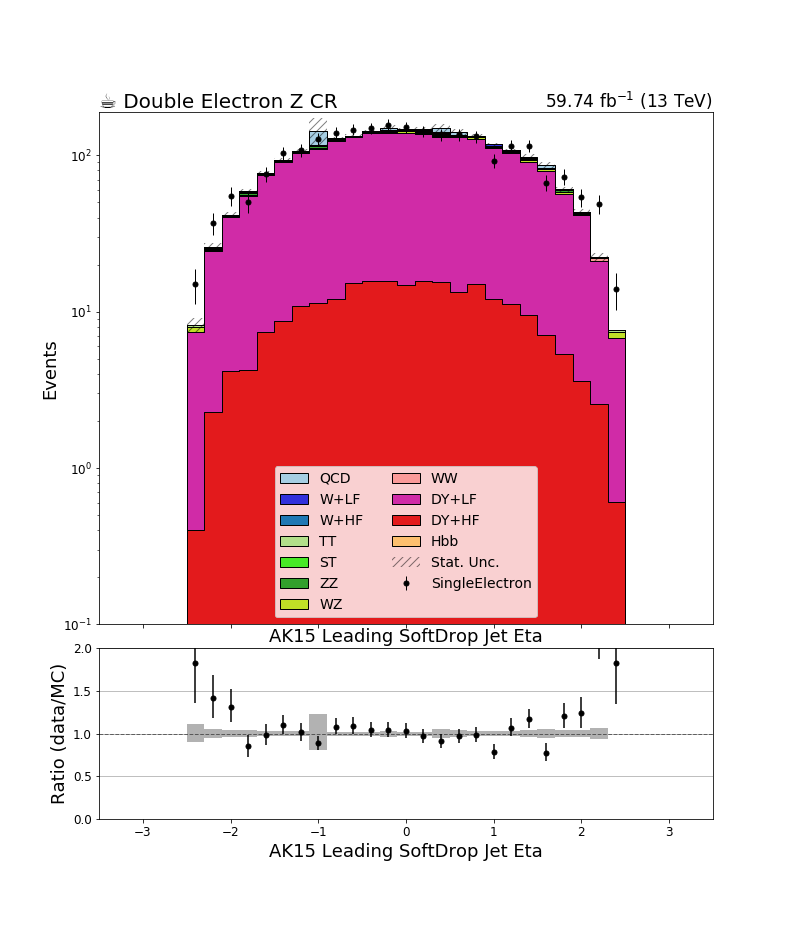 ☕ Double Electron Z CR
59.74 fb⁻¹ (13 TeV)
Events
10²
10¹
10⁰
10⁻¹
QCD
W+LF
W+HF
TT
ST
ZZ
WZ
WW
DY+LF
DY+HF
Hbb
Stat. Unc.
SingleElectron
AK15 Leading SoftDrop Jet Eta
Ratio (data/MC)
2.0
1.5
1.0
0.5
0.0
−3 −2 −1 0 1 2 3
AK15 Leading SoftDrop Jet Eta